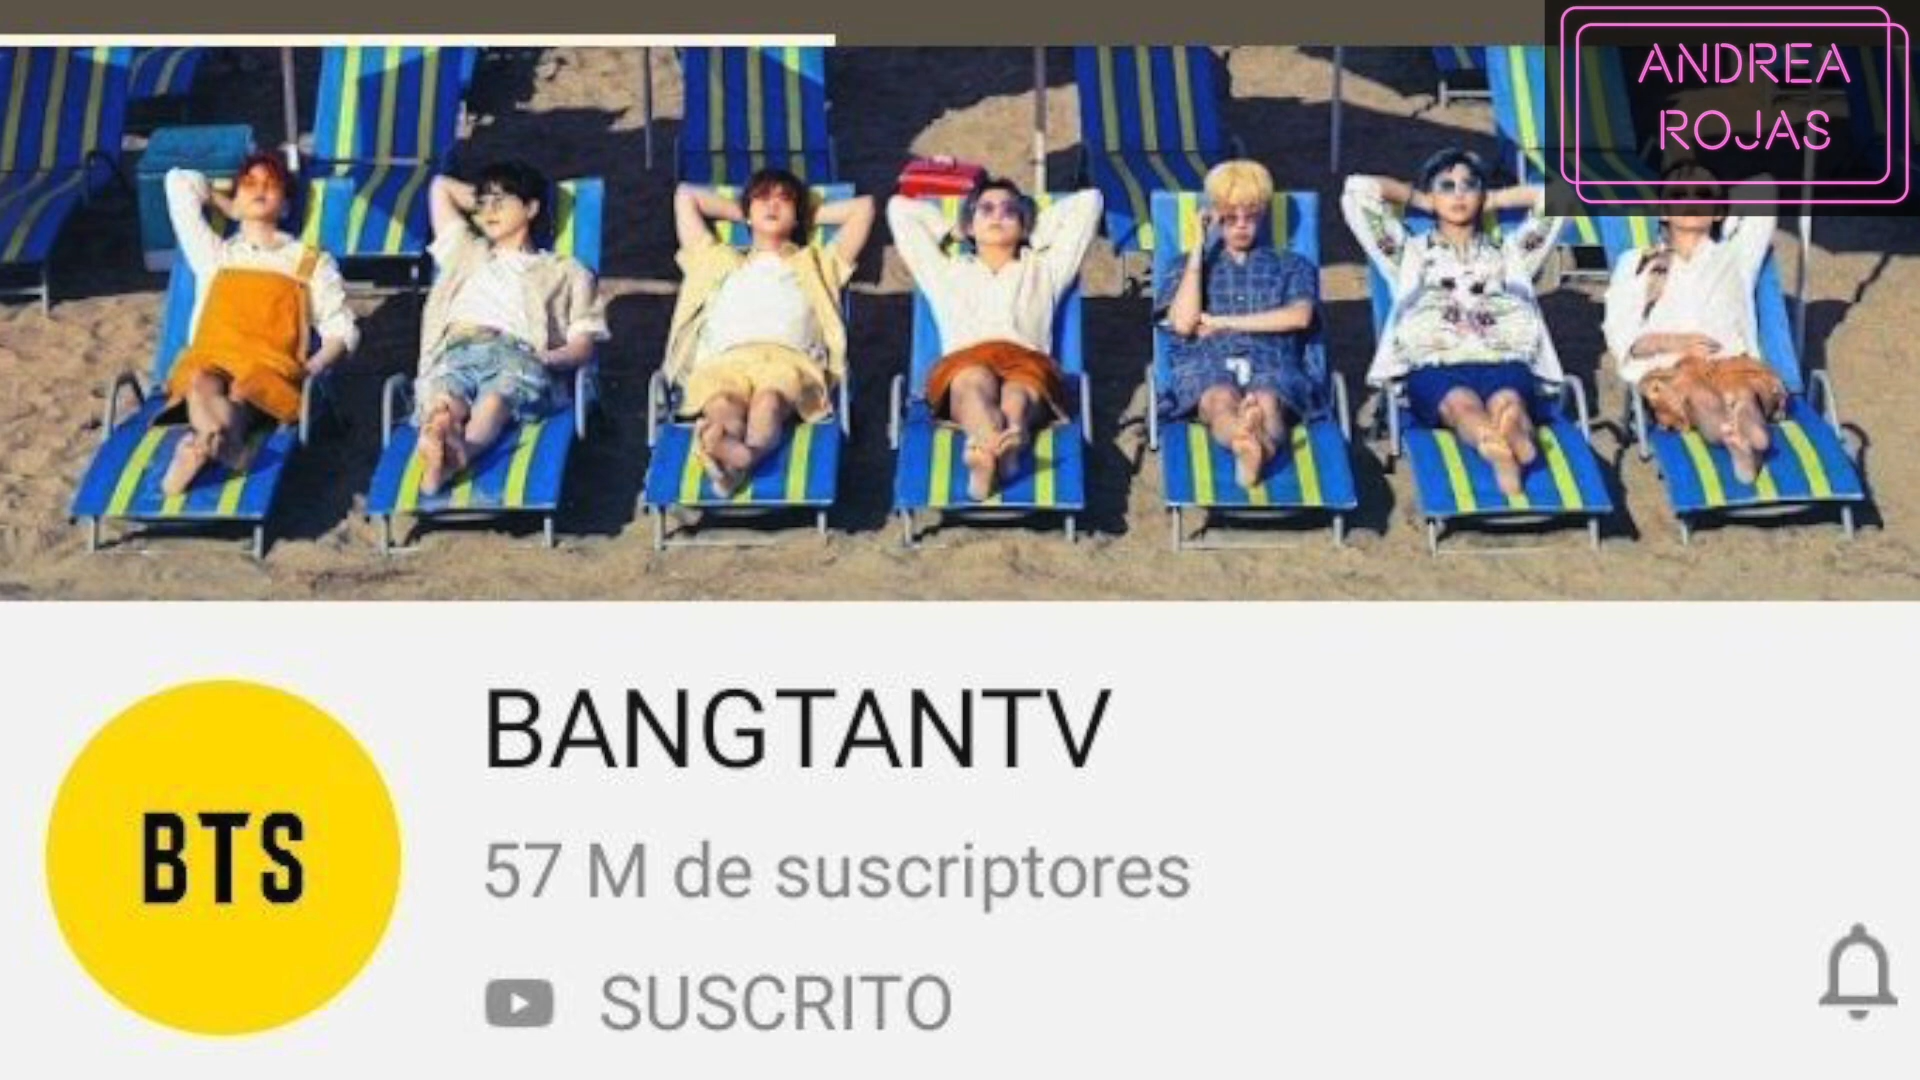 ANDREA
ROJAS
BTS
BANGTANTV
57 M de suscriptores
SUSCRITO